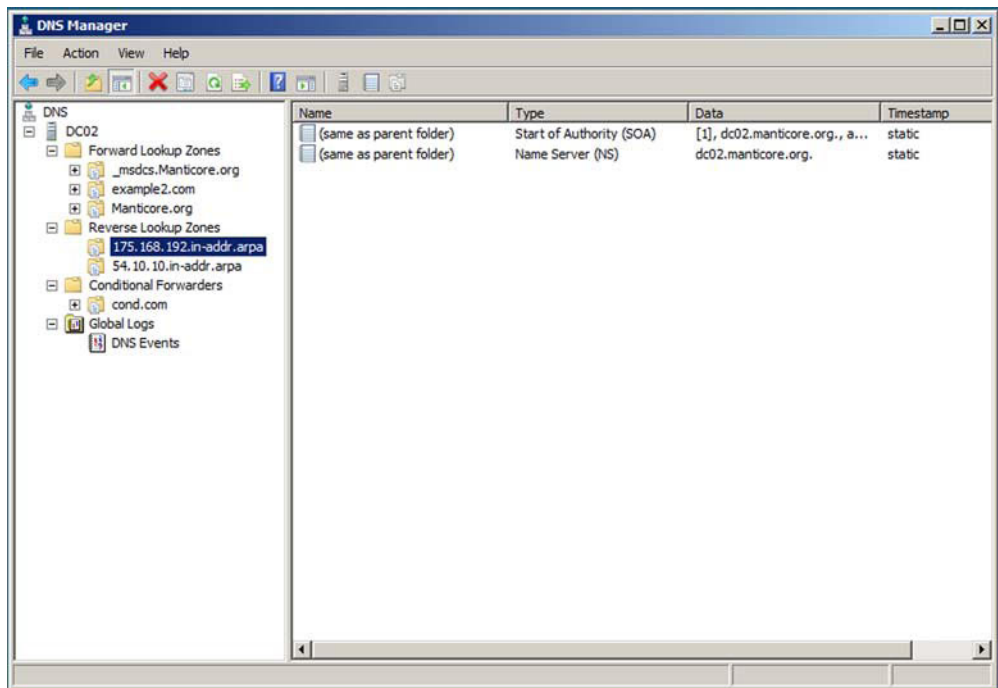 DNS Manager
File Action View Help
DNS
DC02
Forward Lookup Zones
_msdcs.Manticore.org
example2.com
Manticore.org
Reverse Lookup Zones
175.168.192.in-addr.arpa
54.10.10.in-addr.arpa
Conditional Forwarders
cond.com
Global Logs
DNS Events
Name Type Data Timestamp
(same as parent folder) Start of Authority (SOA) [1], dc02.manticore.org., a... static
(same as parent folder) Name Server (NS) dc02.manticore.org. static